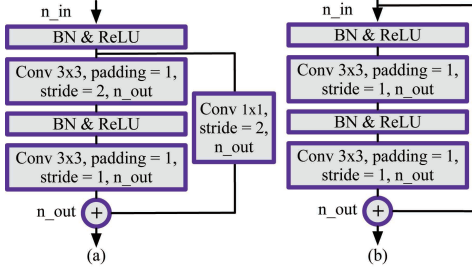 n_in
BN & ReLU
Conv 3x3, padding = 1,
stride = 2, n_out
BN & ReLU
Conv 3x3, padding = 1,
stride = 1, n_out
Conv 1x1,
stride = 2,
n_out
n_out +
(a)
n_in
BN & ReLU
Conv 3x3, padding = 1,
stride = 1, n_out
BN & ReLU
Conv 3x3, padding = 1,
stride = 1, n_out
n_out +
(b)